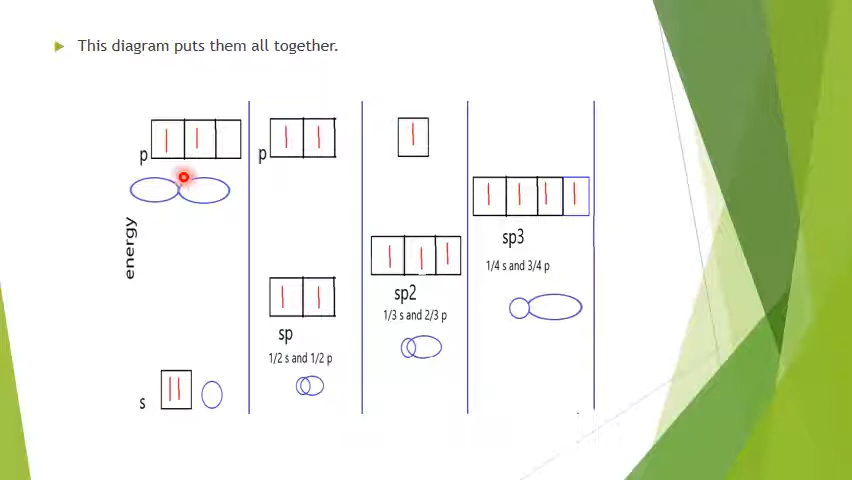 This diagram puts them all together.
p
p
energy
sp3
1/4 s and 3/4 p
sp2
1/3 s and 2/3 p
sp
1/2 s and 1/2 p
s